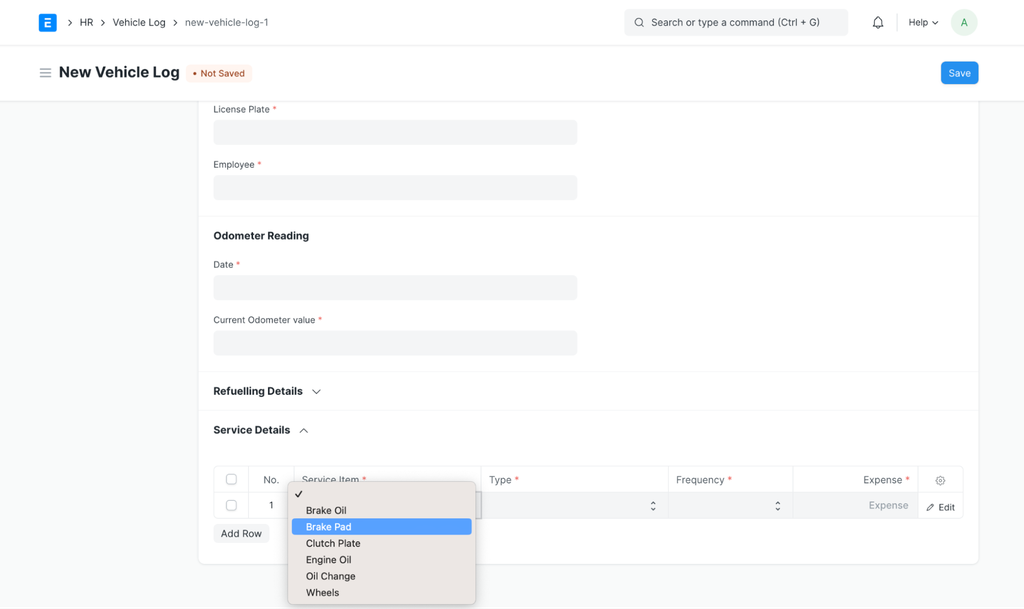 E
HR
Vehicle Log
new-vehicle-log-1
Search or type a command (Ctrl + G)
Help
A
New Vehicle Log
• Not Saved
Save
License Plate *
Employee *
Odometer Reading
Date *
Current Odometer value *
Refuelling Details
Service Details
No.
Service Item *
Type *
Frequency *
Expense *
1
Expense
Edit
Brake Oil
Brake Pad
Clutch Plate
Engine Oil
Oil Change
Wheels
Add Row